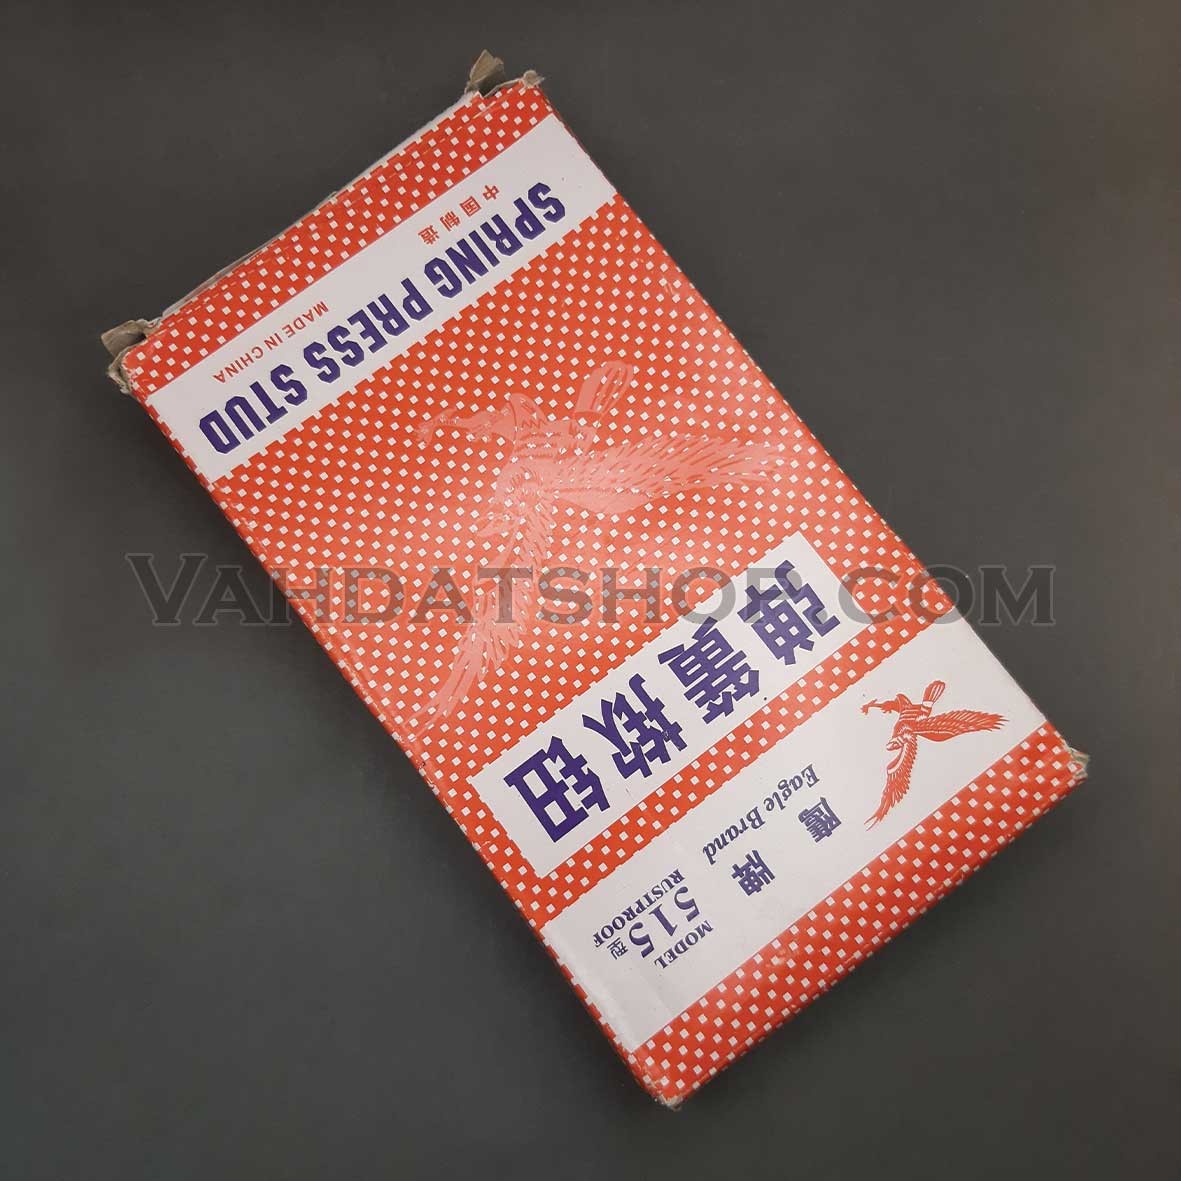 MODEL
515型
RUSTPROOF
鷹牌
Eagle Brand
弹簧揿钮
SPRING PRESS STUD
中国制造
MADE IN CHINA
VAHDATSHOP.COM